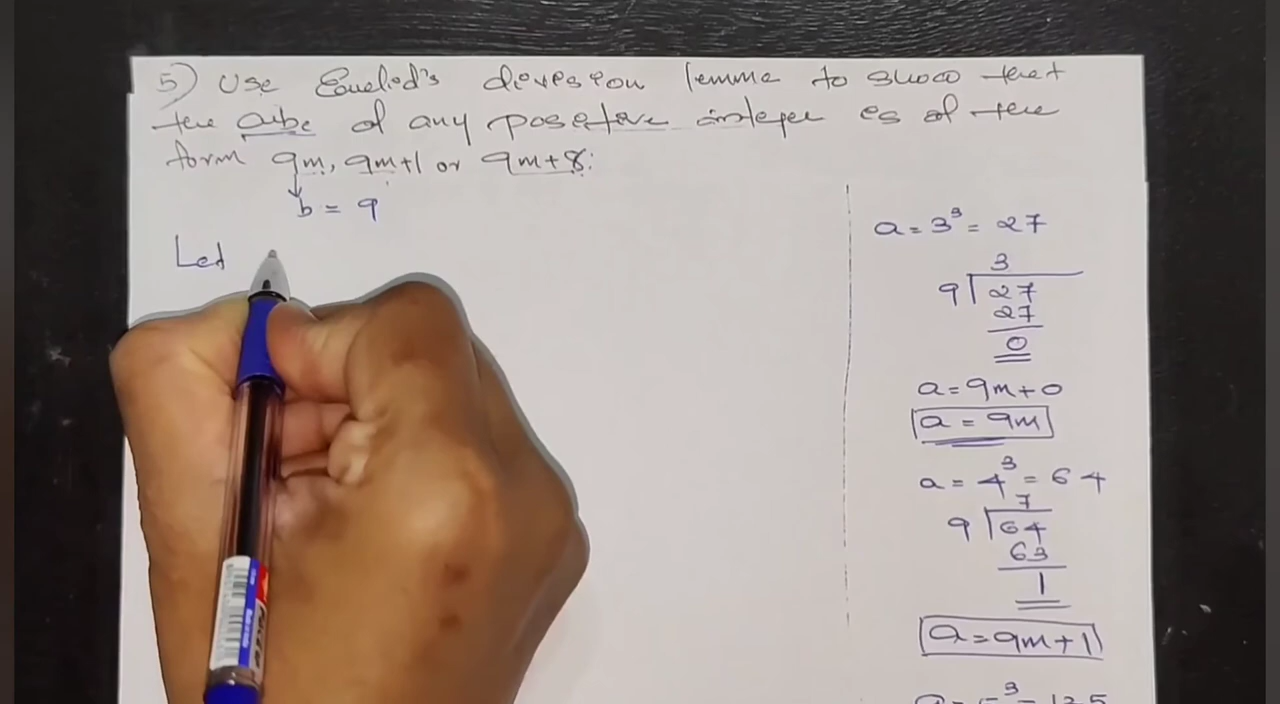 5) Use Euclid's division lemma to show that
the cube of any positive integer is of the
form 9m, 9m+1 or 9m+8.
b = 9
Let
a = 3³ = 27
3
9 27
27
0
a = 9m+0
a = 9m
a = 4³ = 64
7
9 64
63
1
a = 9m+1